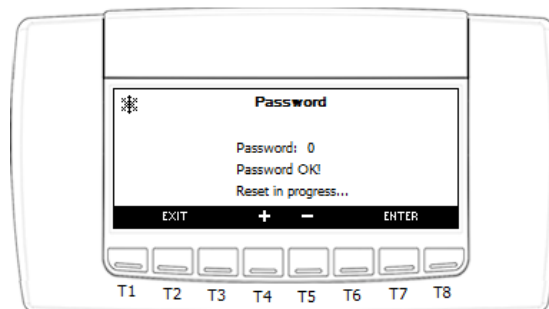 Password
Password: 0
Password OK!
Reset in progress...
EXIT + − ENTER
T1 T2 T3 T4 T5 T6 T7 T8